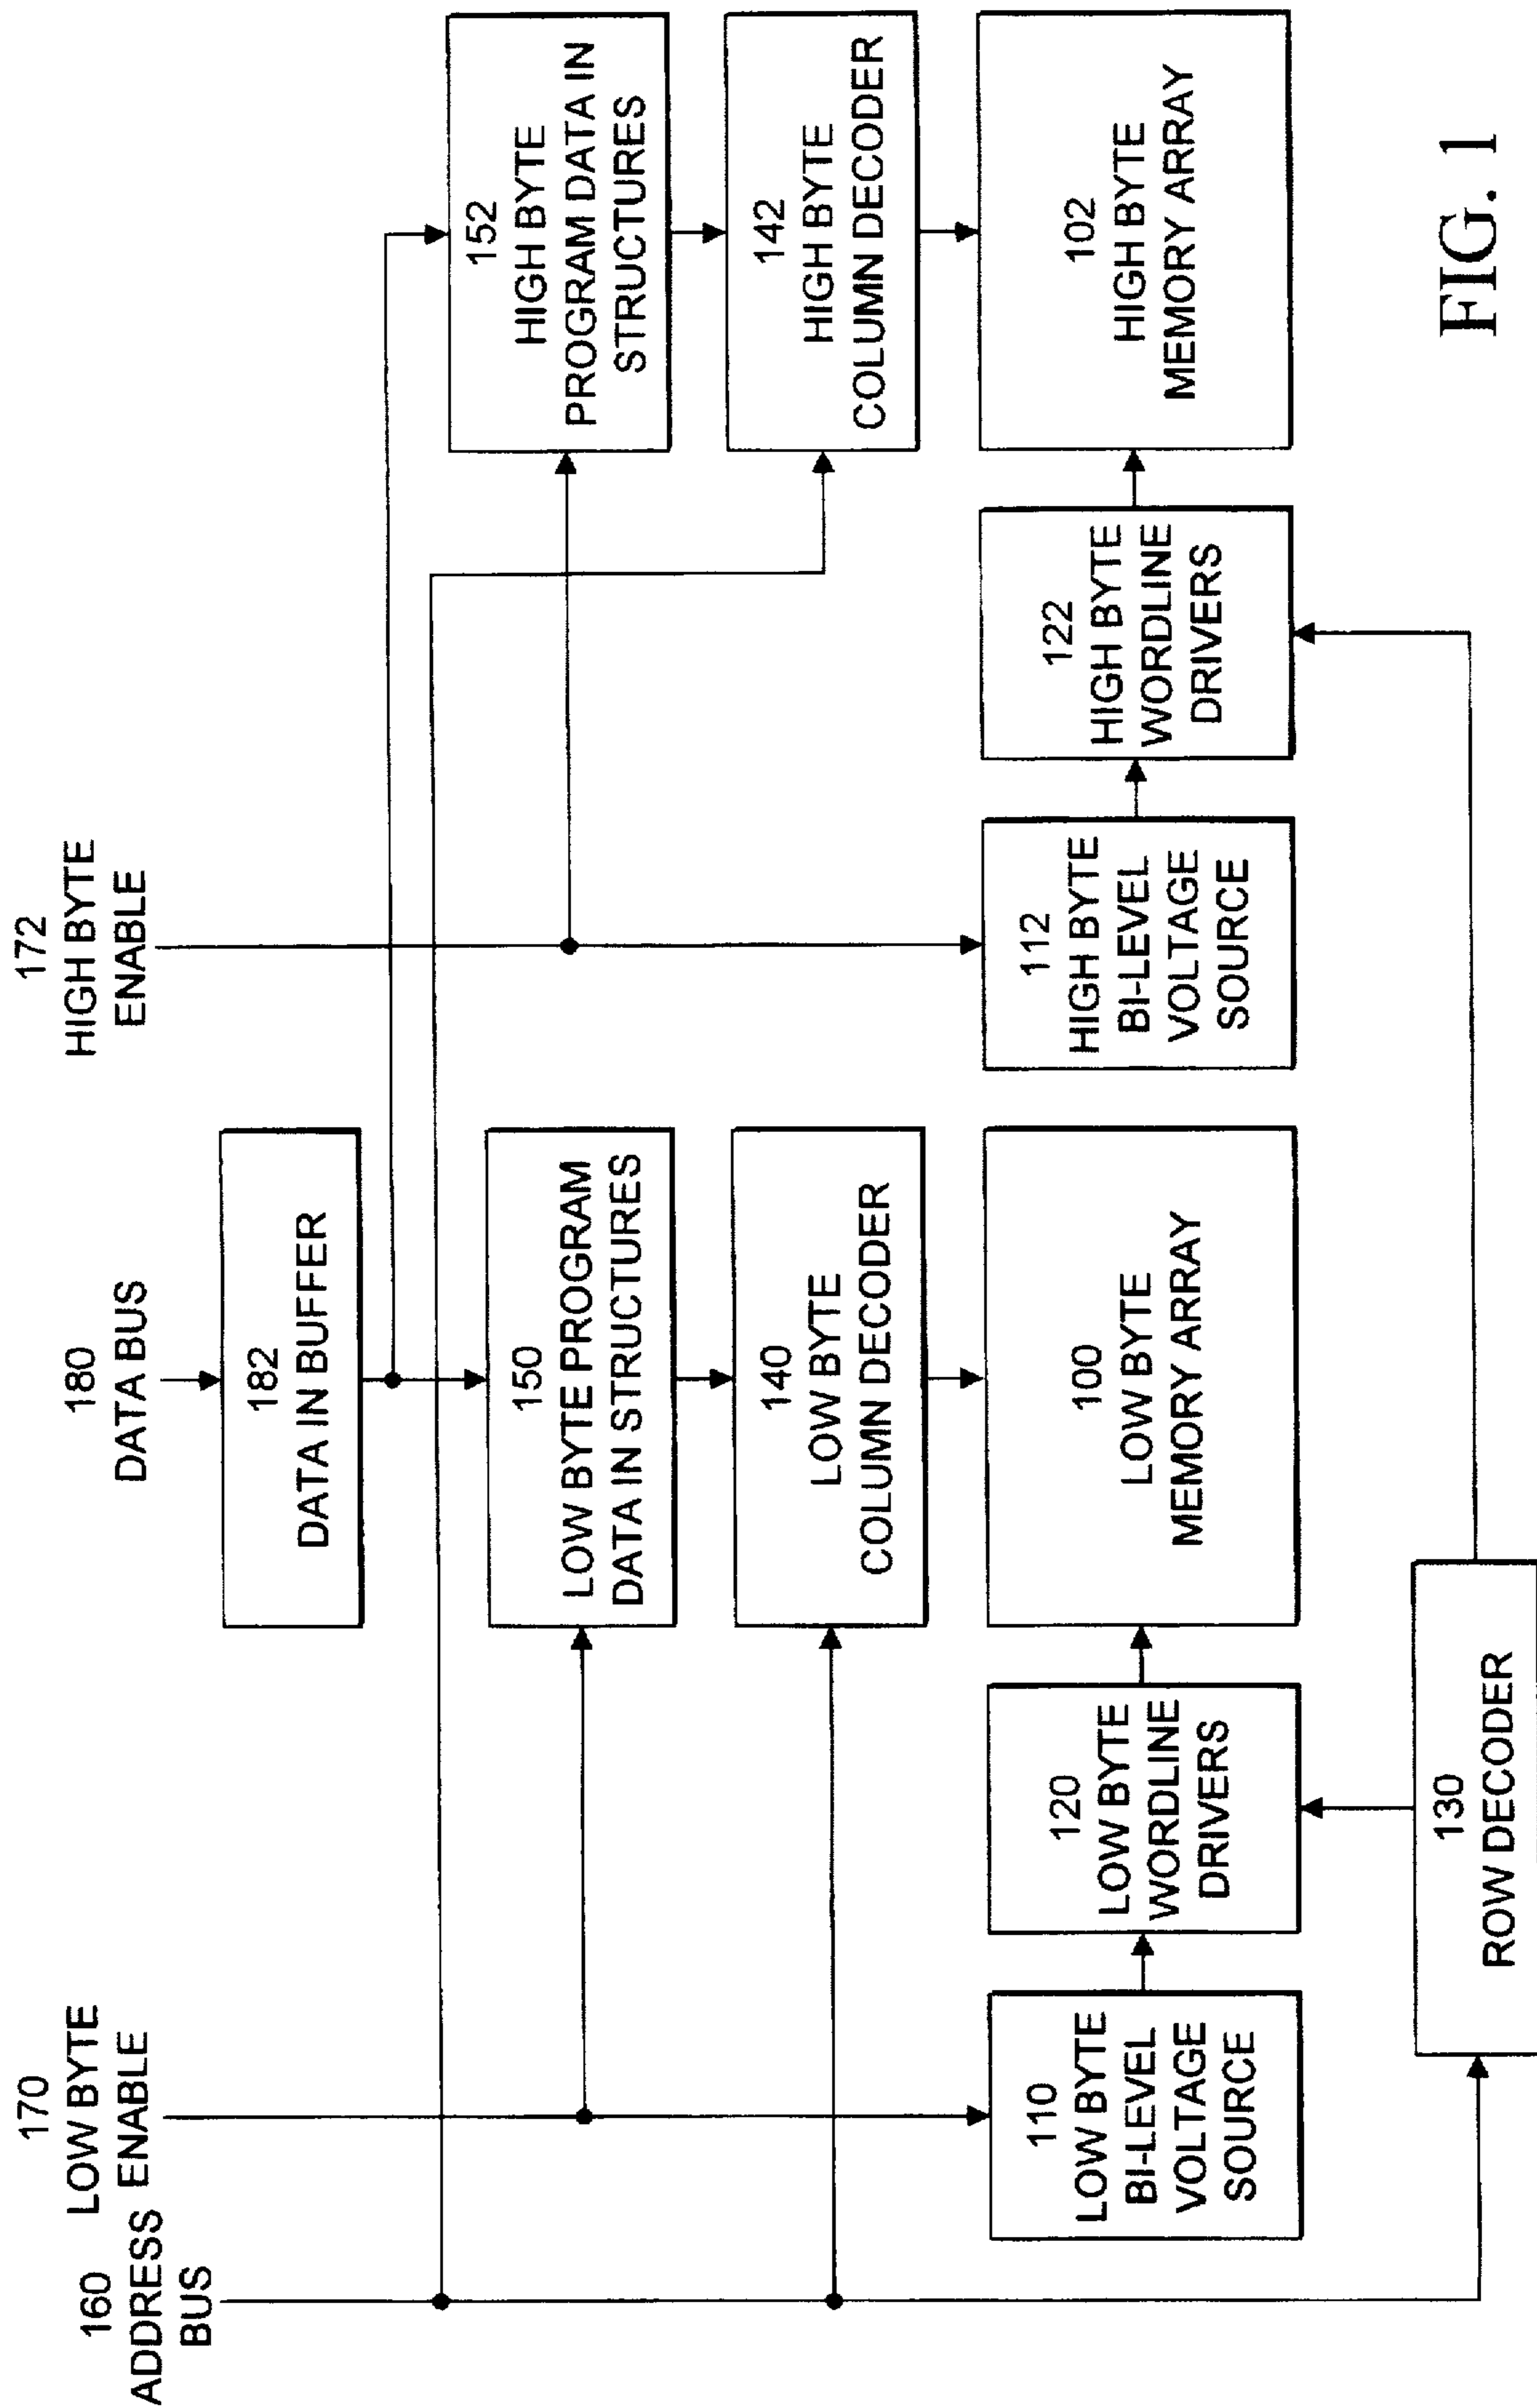 160
ADDRESS
BUS
170
LOW BYTE
ENABLE
180
DATA BUS
172
HIGH BYTE
ENABLE
182
DATA IN BUFFER
150
LOW BYTE PROGRAM
DATA IN STRUCTURES
152
HIGH BYTE
PROGRAM DATA IN
STRUCTURES
140
LOW BYTE
COLUMN DECODER
142
HIGH BYTE
COLUMN DECODER
110
LOW BYTE
BI-LEVEL
VOLTAGE
SOURCE
120
LOW BYTE
WORDLINE
DRIVERS
100
LOW BYTE
MEMORY ARRAY
112
HIGH BYTE
BI-LEVEL
VOLTAGE
SOURCE
122
HIGH BYTE
WORDLINE
DRIVERS
102
HIGH BYTE
MEMORY ARRAY
130
ROW DECODER
FIG. 1